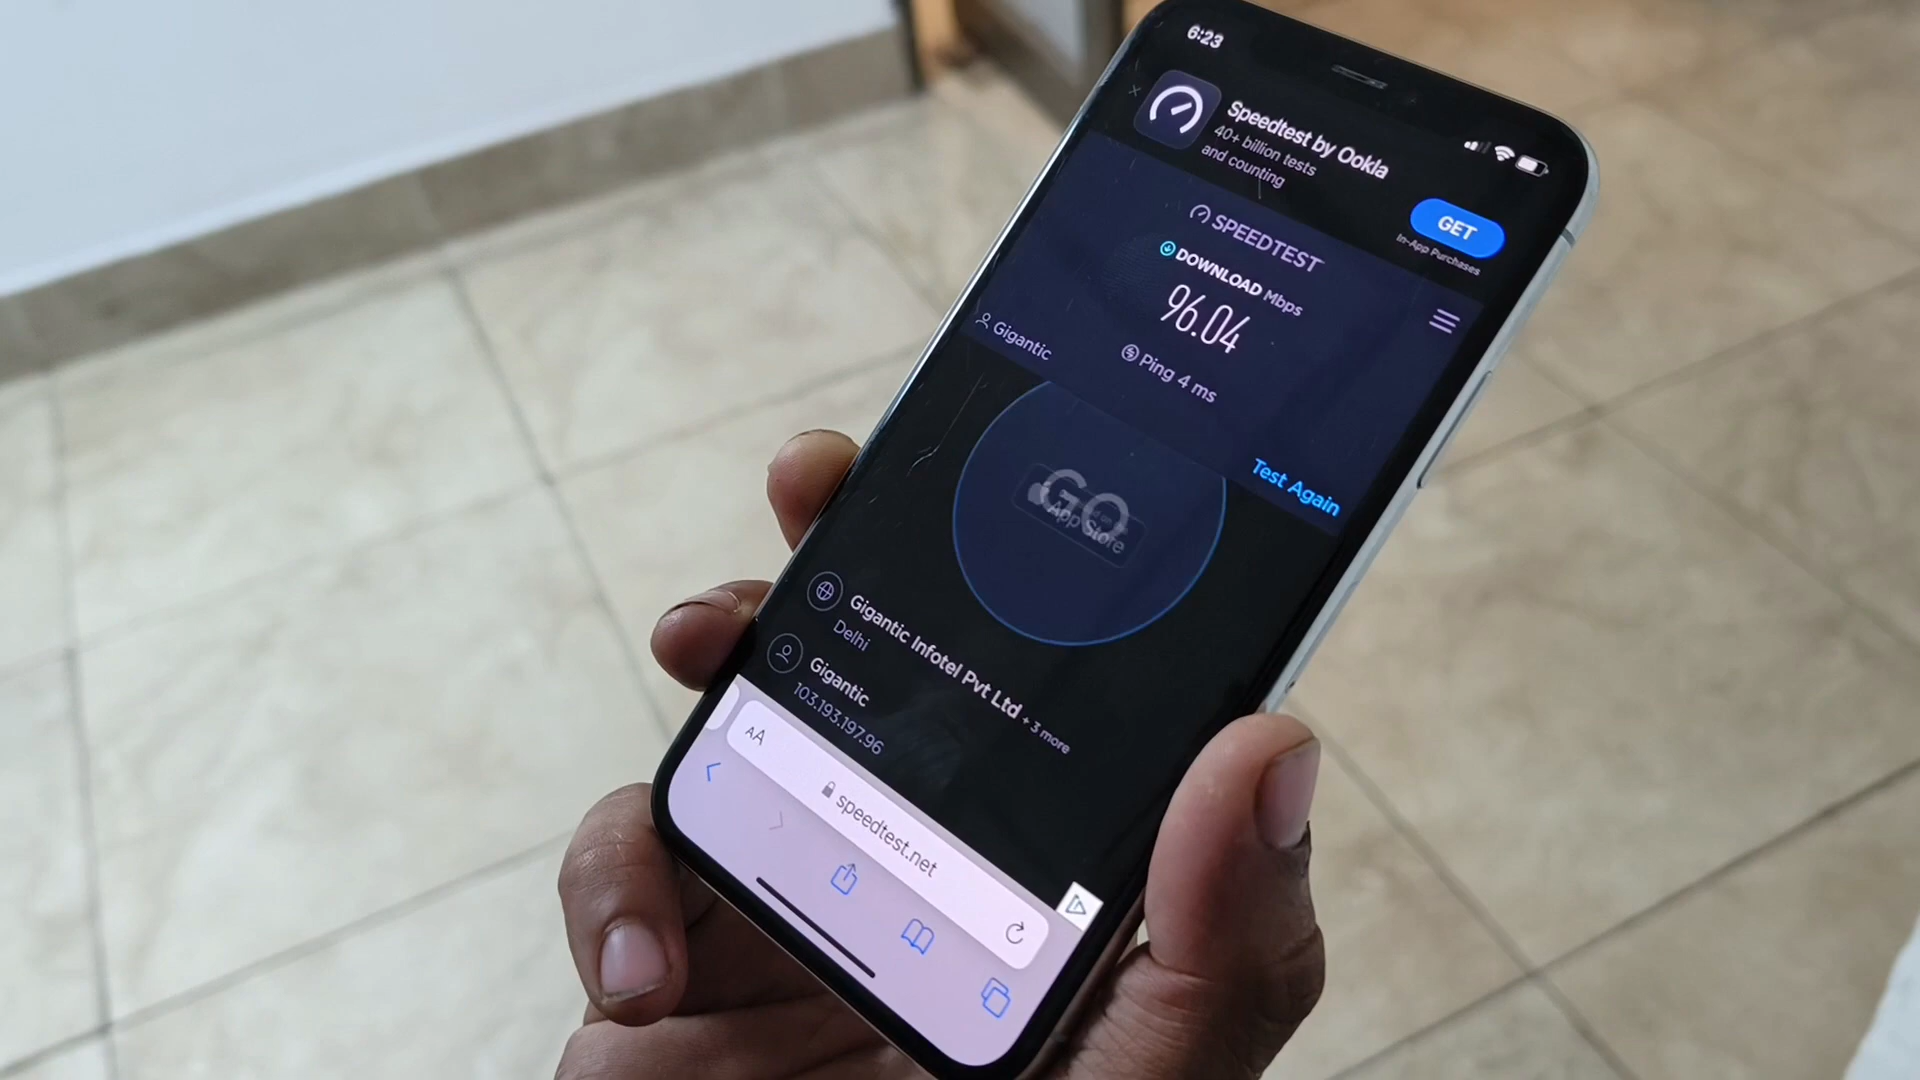 6:23
Speedtest by Ookla
40+ billion tests
and counting
GET
In-App Purchases
SPEEDTEST
DOWNLOAD Mbps
96.04
Gigantic
Ping 4 ms
GO
App Store
Test Again
Gigantic Infotel Pvt Ltd + 3 more
Delhi
Gigantic
103.193.197.96
AA
speedtest.net